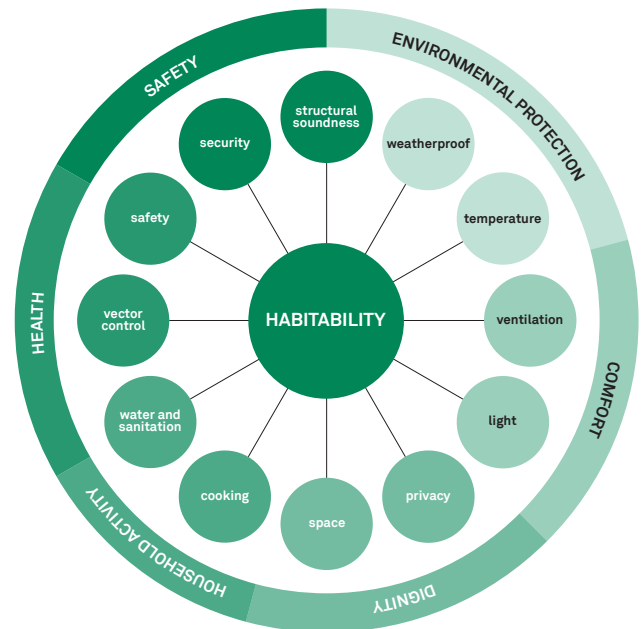 SAFETY
ENVIRONMENTAL PROTECTION
COMFORT
DIGNITY
HOUSEHOLD ACTIVITY
HEALTH
structural
soundness
weatherproof
temperature
ventilation
light
privacy
space
cooking
water and
sanitation
vector
control
safety
security
HABITABILITY